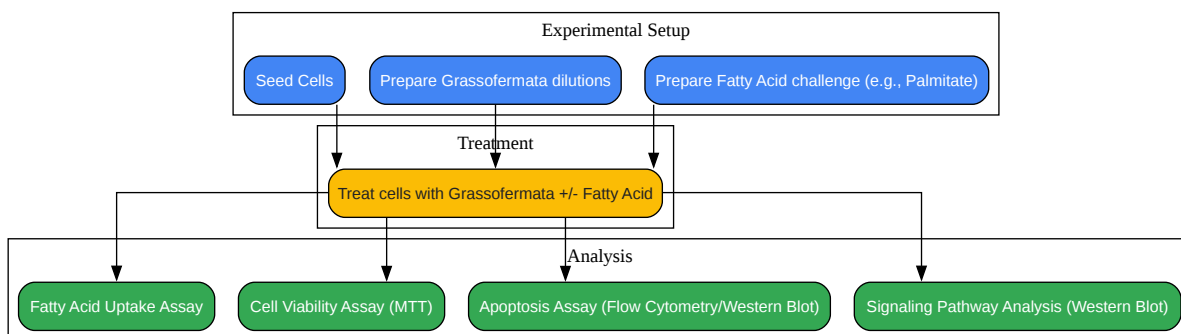 Experimental Setup
Seed Cells
Prepare Grassofermata dilutions
Prepare Fatty Acid challenge (e.g., Palmitate)
Treatment
Treat cells with Grassofermata +/- Fatty Acid
Analysis
Fatty Acid Uptake Assay
Cell Viability Assay (MTT)
Apoptosis Assay (Flow Cytometry/Western Blot)
Signaling Pathway Analysis (Western Blot)